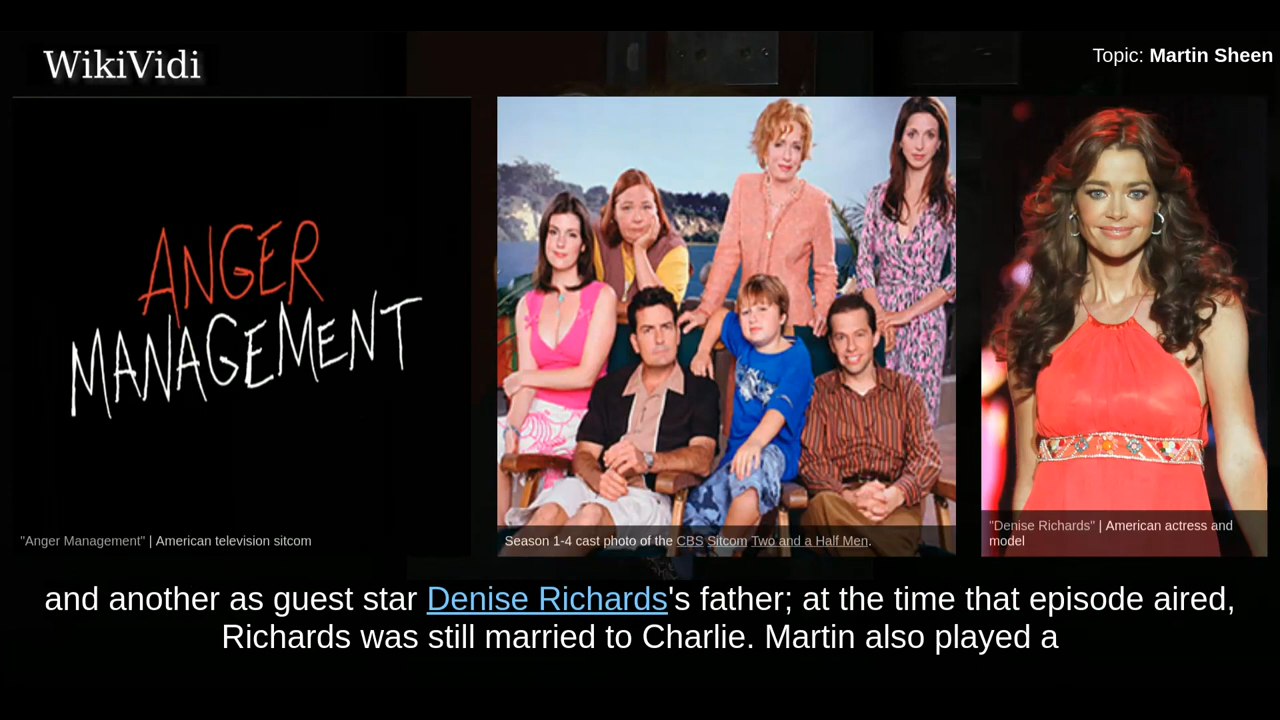 WikiVidi
Topic: Martin Sheen
ANGER
MANAGEMENT
"Anger Management" | American television sitcom
Season 1-4 cast photo of the CBS Sitcom Two and a Half Men.
"Denise Richards" | American actress and
model
and another as guest star Denise Richards's father; at the time that episode aired,
Richards was still married to Charlie. Martin also played a